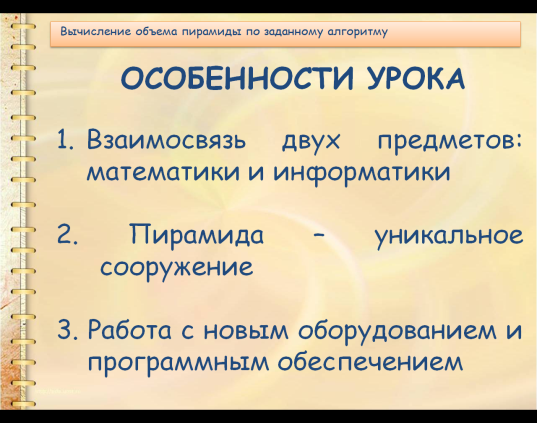 Вычисление объема пирамиды по заданному алгоритму
ОСОБЕННОСТИ УРОКА
1. Взаимосвязь двух предметов:
математики и информатики
2. Пирамида – уникальное
сооружение
3. Работа с новым оборудованием и
программным обеспечением